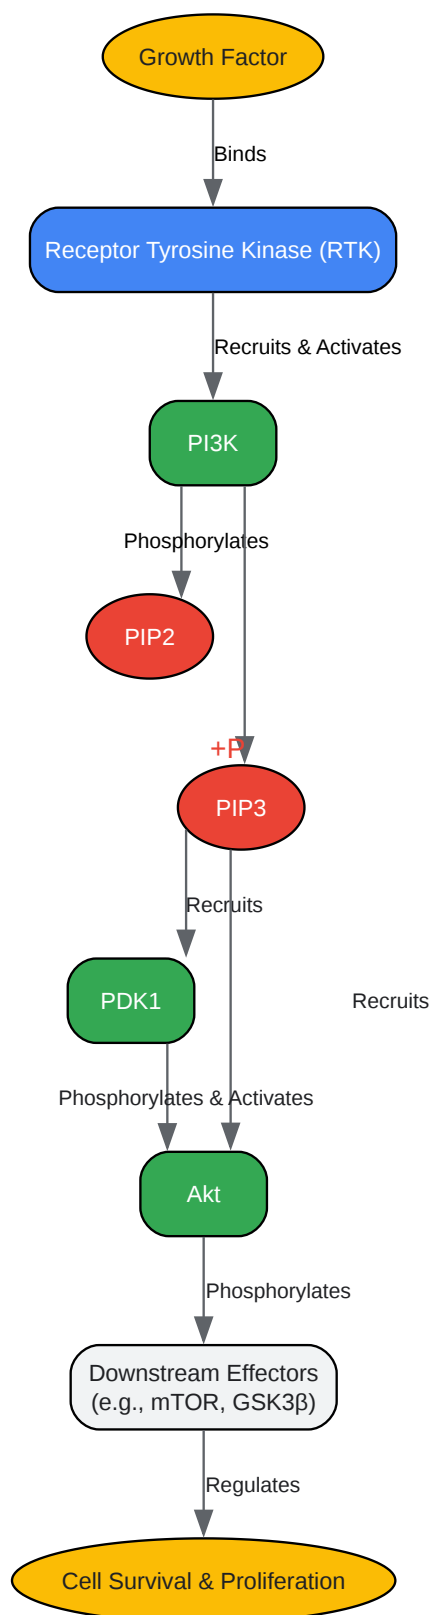 Growth Factor
Binds
Receptor Tyrosine Kinase (RTK)
Recruits & Activates
PI3K
Phosphorylates
PIP2
+P
PIP3
Recruits
PDK1
Recruits
Phosphorylates & Activates
Akt
Phosphorylates
Downstream Effectors
(e.g., mTOR, GSK3β)
Regulates
Cell Survival & Proliferation